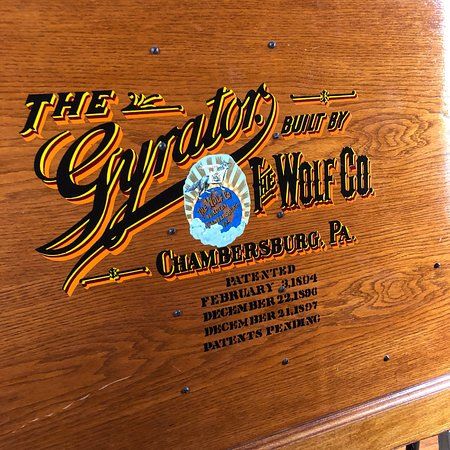 THE
Gyrator.
BUILT BY
THE WOLF CO.
CHAMBERSBURG, PA.
PATENTED
FEBRUARY 3, 1894
DECEMBER 22, 1896
DECEMBER 21, 1897
PATENTS PENDING